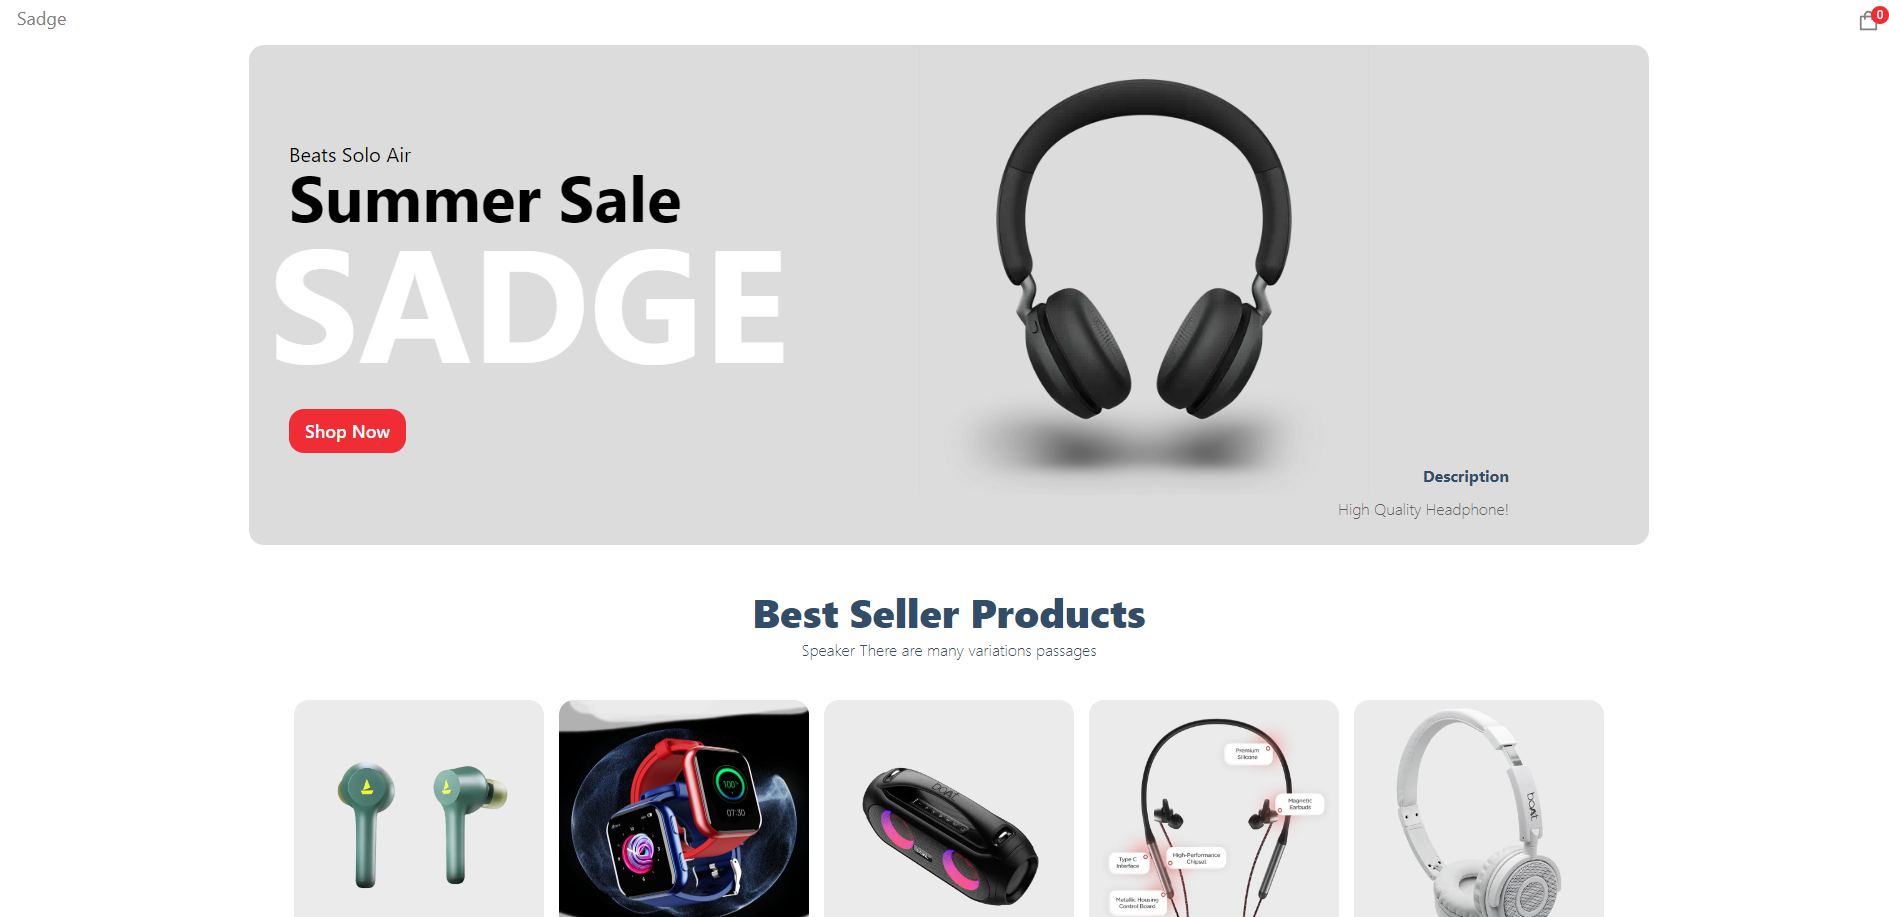 Sadge
0
Beats Solo Air
Summer Sale
SADGE
Shop Now
Description
High Quality Headphone!
Best Seller Products
Speaker There are many variations passages
100%
07:30
boAt
Premium
Silicone
Magnetic
Earbuds
Type C
Interface
High-Performance
Chipset
Metallic Housing
Control Board
boAt